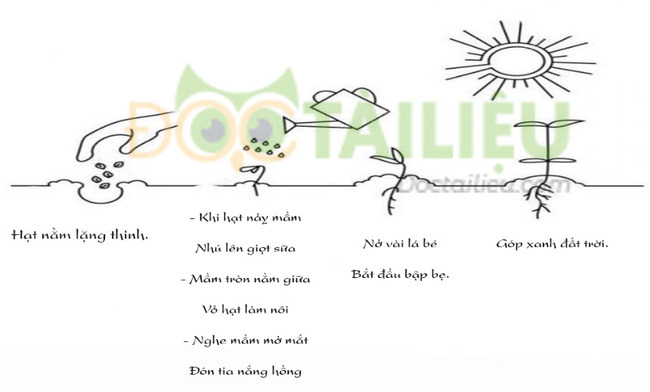 ĐỌCTÀILIỆU
Doctailieu.com
Hạt nằm lặng thinh.
- Khi hạt nảy mầm
Nhú lên giọt sữa
- Mầm tròn nằm giữa
Vỏ hạt làm nôi
- Nghe mầm mở mắt
Đón tia nắng hồng
Nở vài lá bé
Bắt đầu bập bẹ.
Góp xanh đất trời.